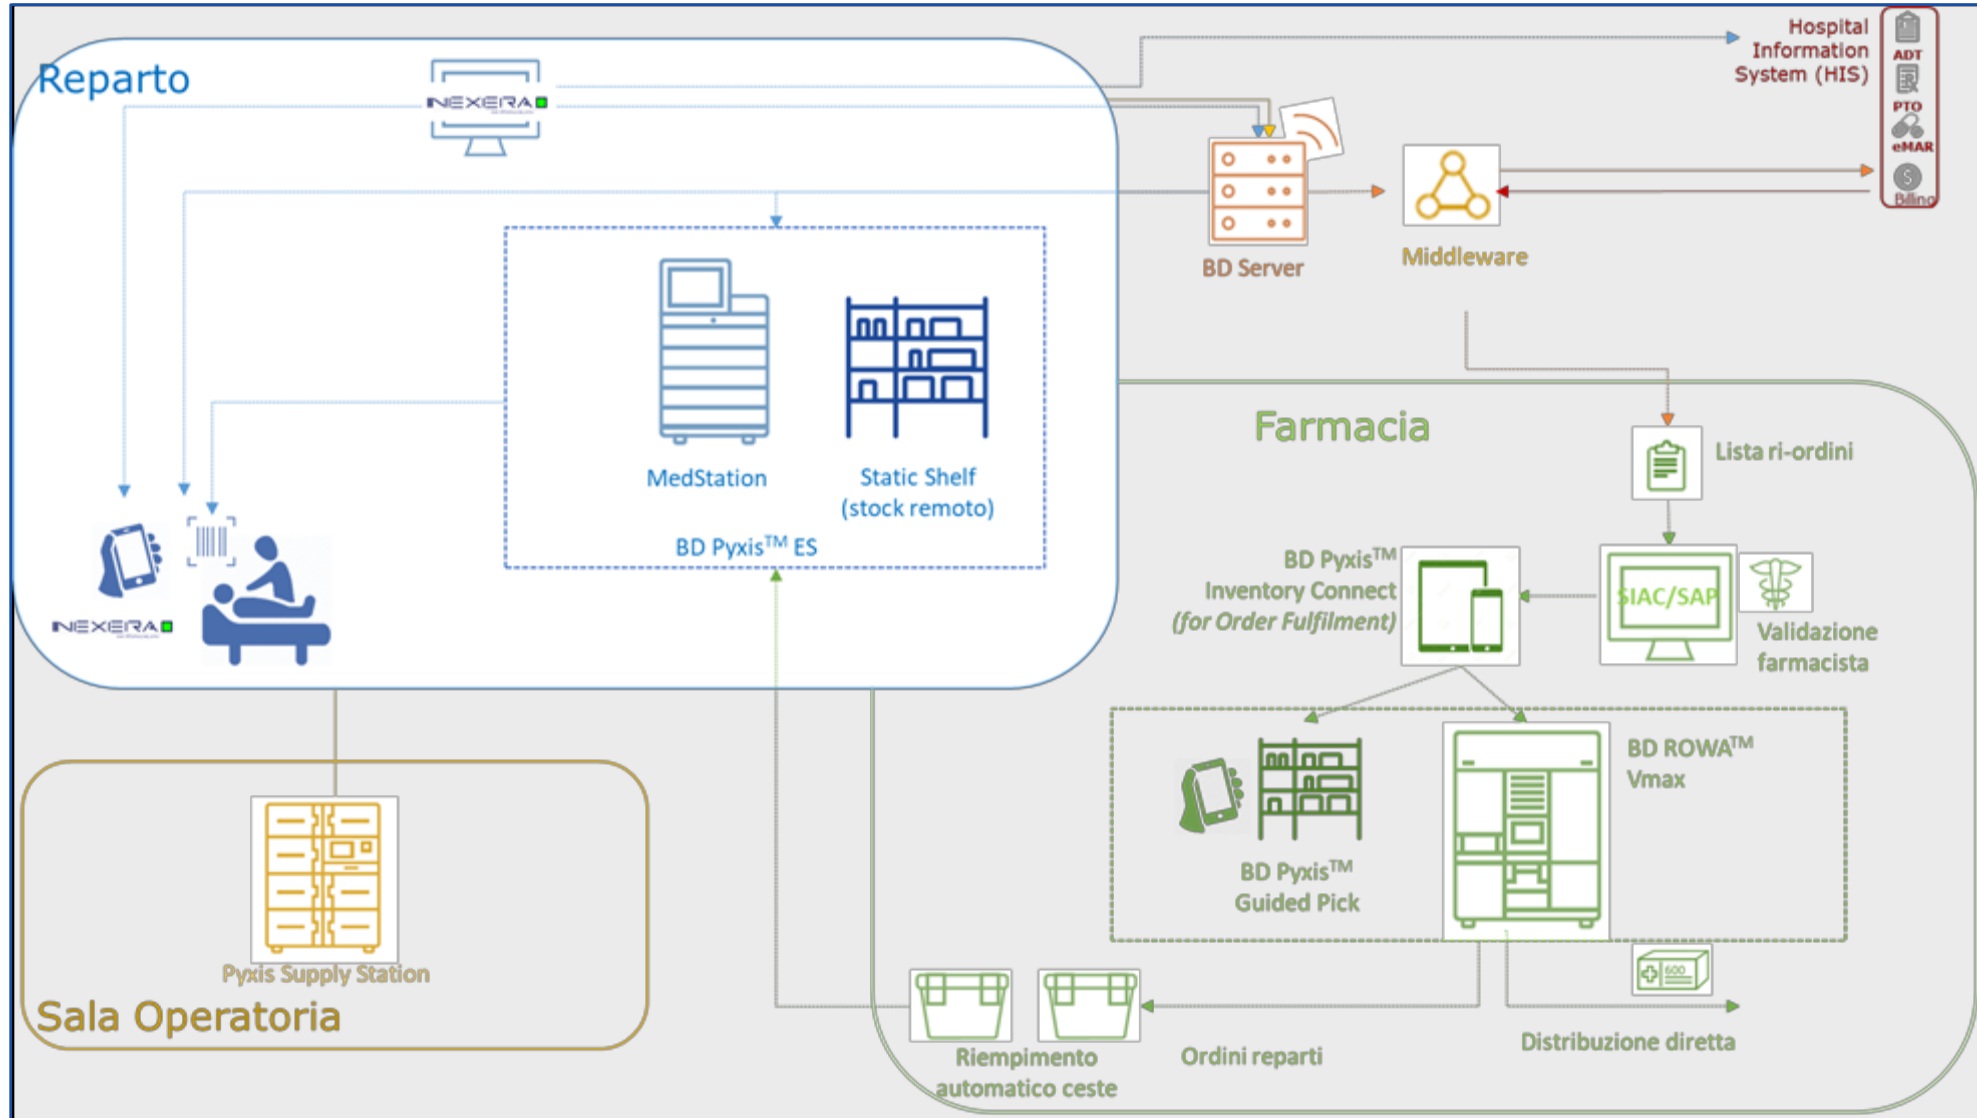 Reparto
NEXERA
Hospital
Information
System (HIS)
ADT
PTO
eMAR
Billing
BD Server
Middleware
MedStation
Static Shelf
(stock remoto)
BD Pyxis™ ES
NEXERA
Farmacia
Lista ri-ordini
BD Pyxis™
Inventory Connect
(for Order Fulfilment)
SIAC/SAP
Validazione
farmacista
BD ROWA™
Vmax
BD Pyxis™
Guided Pick
600
Pyxis Supply Station
Sala Operatoria
Riempimento
automatico ceste
Ordini reparti
Distribuzione diretta